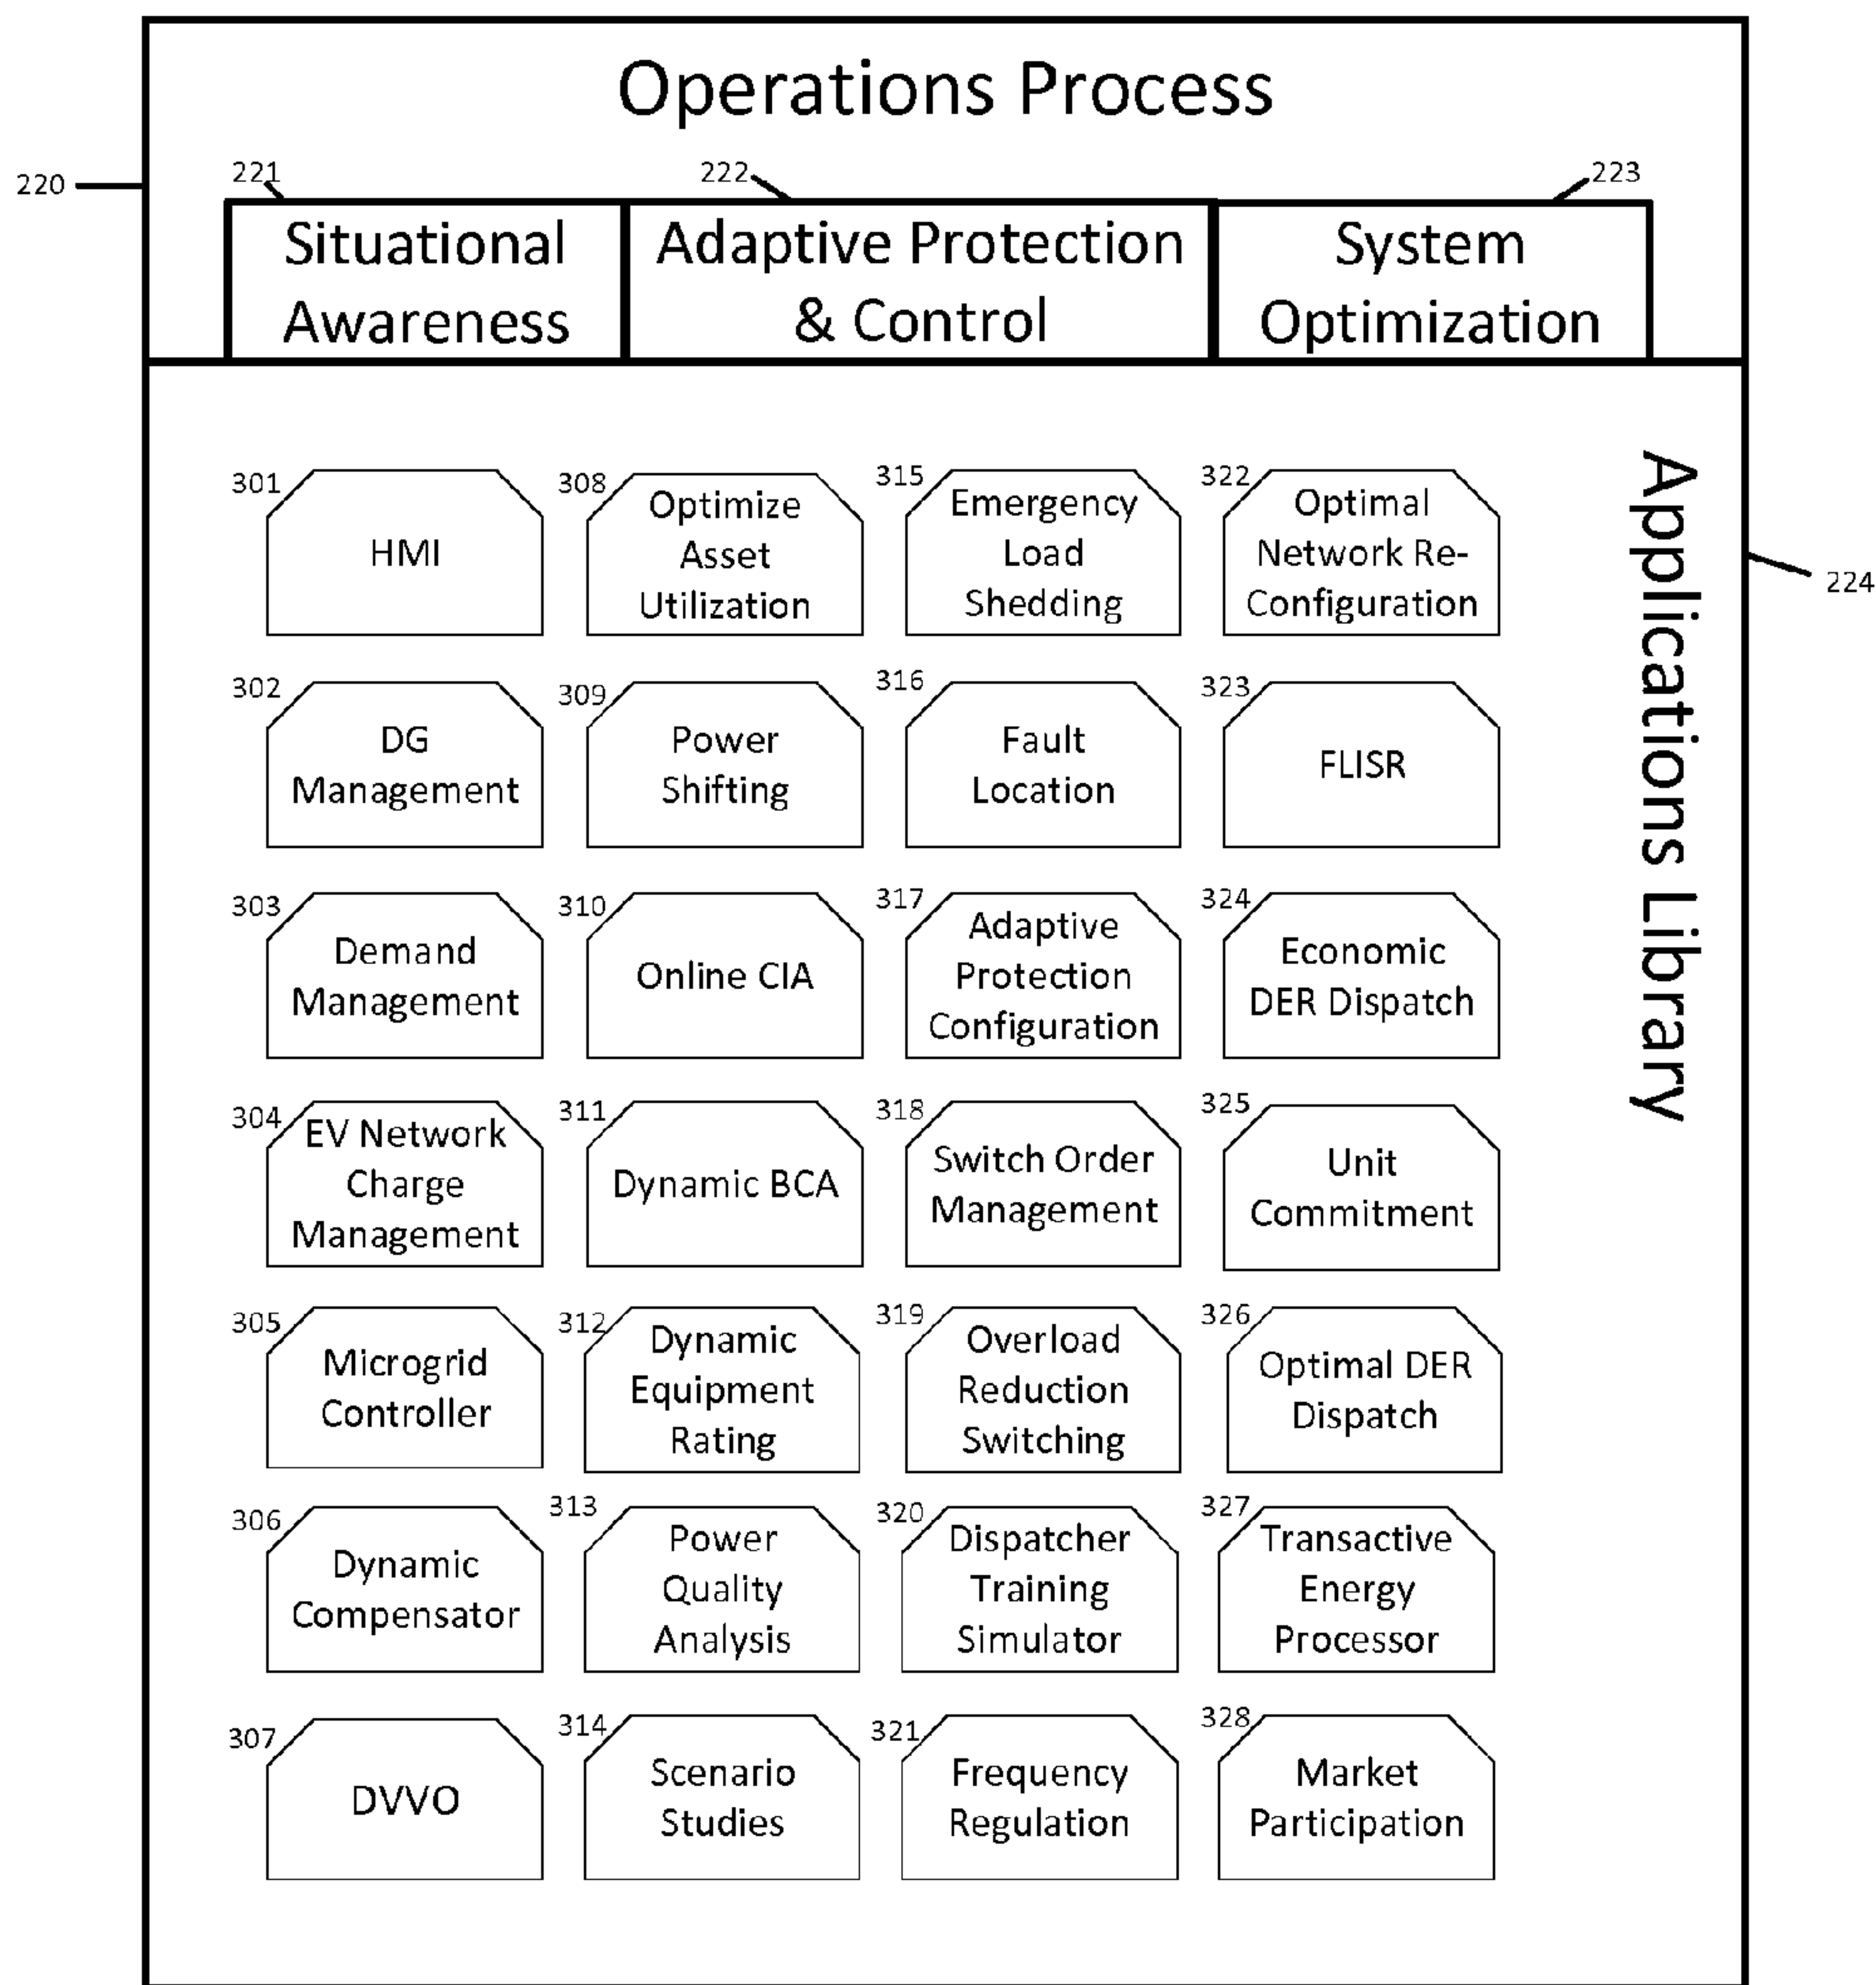 Operations Process
220
221
222
223
Situational
Awareness
Adaptive Protection
& Control
System
Optimization
Applications Library
224
301
HMI
308
Optimize
Asset
Utilization
315
Emergency
Load
Shedding
322
Optimal
Network Re-
Configuration
302
DG
Management
309
Power
Shifting
316
Fault
Location
323
FLISR
303
Demand
Management
310
Online CIA
317
Adaptive
Protection
Configuration
324
Economic
DER Dispatch
304
EV Network
Charge
Management
311
Dynamic BCA
318
Switch Order
Management
325
Unit
Commitment
305
Microgrid
Controller
312
Dynamic
Equipment
Rating
319
Overload
Reduction
Switching
326
Optimal DER
Dispatch
306
Dynamic
Compensator
313
Power
Quality
Analysis
320
Dispatcher
Training
Simulator
327
Transactive
Energy
Processor
307
DVVO
314
Scenario
Studies
321
Frequency
Regulation
328
Market
Participation